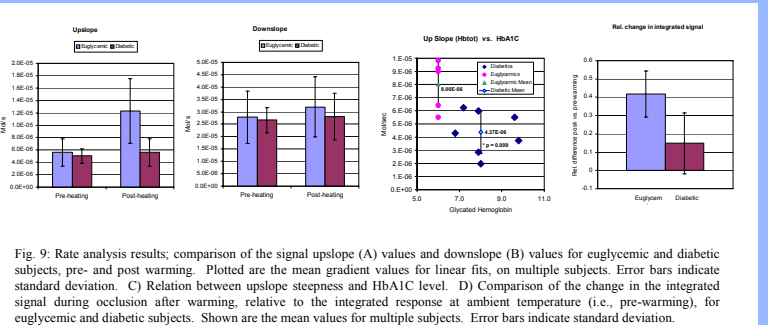 Upslope
Euglycemic Diabetic
2.0E-05
1.8E-05
1.6E-05
1.4E-05
1.2E-05
1.0E-05
8.0E-06
6.0E-06
4.0E-06
2.0E-06
0.0E+00
Mol/s
Pre-heating Post-heating
Downslope
Euglycemic Diabetic
5.0E-05
4.5E-05
4.0E-05
3.5E-05
3.0E-05
2.5E-05
2.0E-05
1.5E-05
1.0E-05
5.0E-06
0.0E+00
Mol/s
Pre-heating Post-heating
Up Slope (Hbtot) vs. HbA1C
1.E-05
9.E-06
8.E-06
7.E-06
6.E-06
5.E-06
4.E-06
3.E-06
2.E-06
1.E-06
0.E+00
Mol/sec
Diabetics
Euglycemics
Euglycemic Mean
Diabetic Mean
8.00E-06
4.37E-06
* p = 0.009
5.0 7.0 9.0 11.0
Glycated Hemoglobin
Rel. change in integrated signal
0.6
0.5
0.4
0.3
0.2
0.1
0
-0.1
Rel. difference post- vs. pre-warming
Euglycem Diabetic
Fig. 9: Rate analysis results; comparison of the signal upslope (A) values and downslope (B) values for euglycemic and diabetic
subjects, pre- and post warming. Plotted are the mean gradient values for linear fits, on multiple subjects. Error bars indicate
standard deviation. C) Relation between upslope steepness and HbA1C level. D) Comparison of the change in the integrated
signal during occlusion after warming, relative to the integrated response at ambient temperature (i.e., pre-warming), for
euglycemic and diabetic subjects. Shown are the mean values for multiple subjects. Error bars indicate standard deviation.